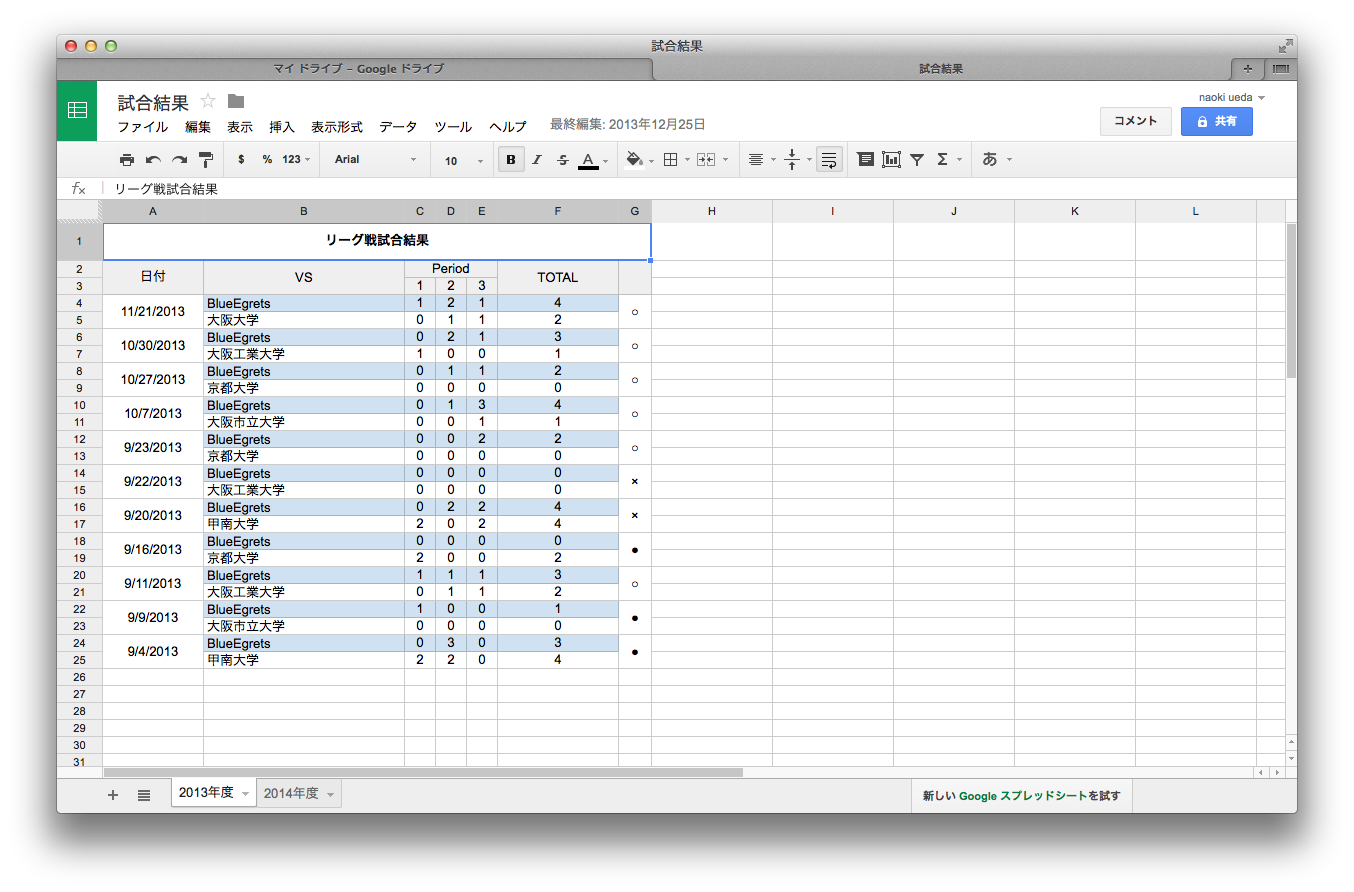 試合結果
マイ ドライブ – Google ドライブ 試合結果 +
試合結果 naoki ueda
ファイル 編集 表示 挿入 表示形式 データ ツール ヘルプ 最終編集: 2013年12月25日 コメント 共有
$ % 123 Arial 10 B I S A Σ あ
fx リーグ戦試合結果
A B C D E F G H I J K L
1 リーグ戦試合結果
2 日付 VS Period TOTAL
3 1 2 3
4 11/21/2013 BlueEgrets 1 2 1 4 ○
5 大阪大学 0 1 1 2
6 10/30/2013 BlueEgrets 0 2 1 3 ○
7 大阪工業大学 1 0 0 1
8 10/27/2013 BlueEgrets 0 1 1 2 ○
9 京都大学 0 0 0 0
10 10/7/2013 BlueEgrets 0 1 3 4 ○
11 大阪市立大学 0 0 1 1
12 9/23/2013 BlueEgrets 0 0 2 2 ○
13 京都大学 0 0 0 0
14 9/22/2013 BlueEgrets 0 0 0 0 ×
15 大阪工業大学 0 0 0 0
16 9/20/2013 BlueEgrets 0 2 2 4 ×
17 甲南大学 2 0 2 4
18 9/16/2013 BlueEgrets 0 0 0 0 ●
19 京都大学 2 0 0 2
20 9/11/2013 BlueEgrets 1 1 1 3 ○
21 大阪工業大学 0 1 1 2
22 9/9/2013 BlueEgrets 1 0 0 1 ●
23 大阪市立大学 0 0 0 0
24 9/4/2013 BlueEgrets 0 3 0 3 ●
25 甲南大学 2 2 0 4
26
27
28
29
30
31
+ 2013年度 2014年度 新しい Google スプレッドシートを試す